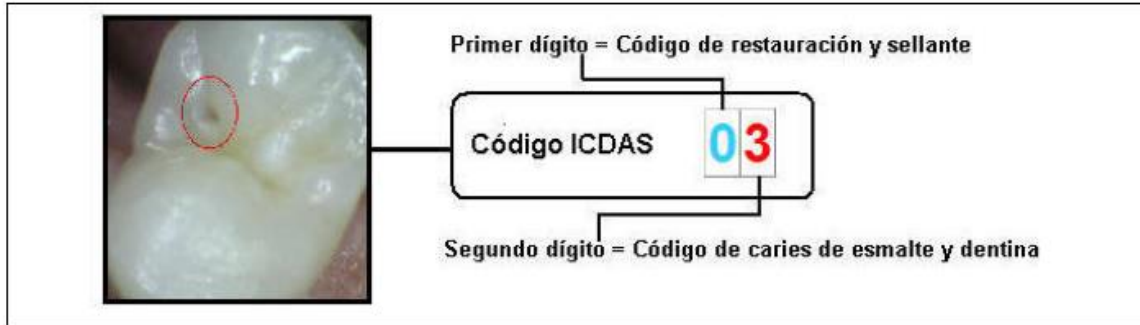 Primer dígito = Código de restauración y sellante
Código ICDAS 03
Segundo dígito = Código de caries de esmalte y dentina